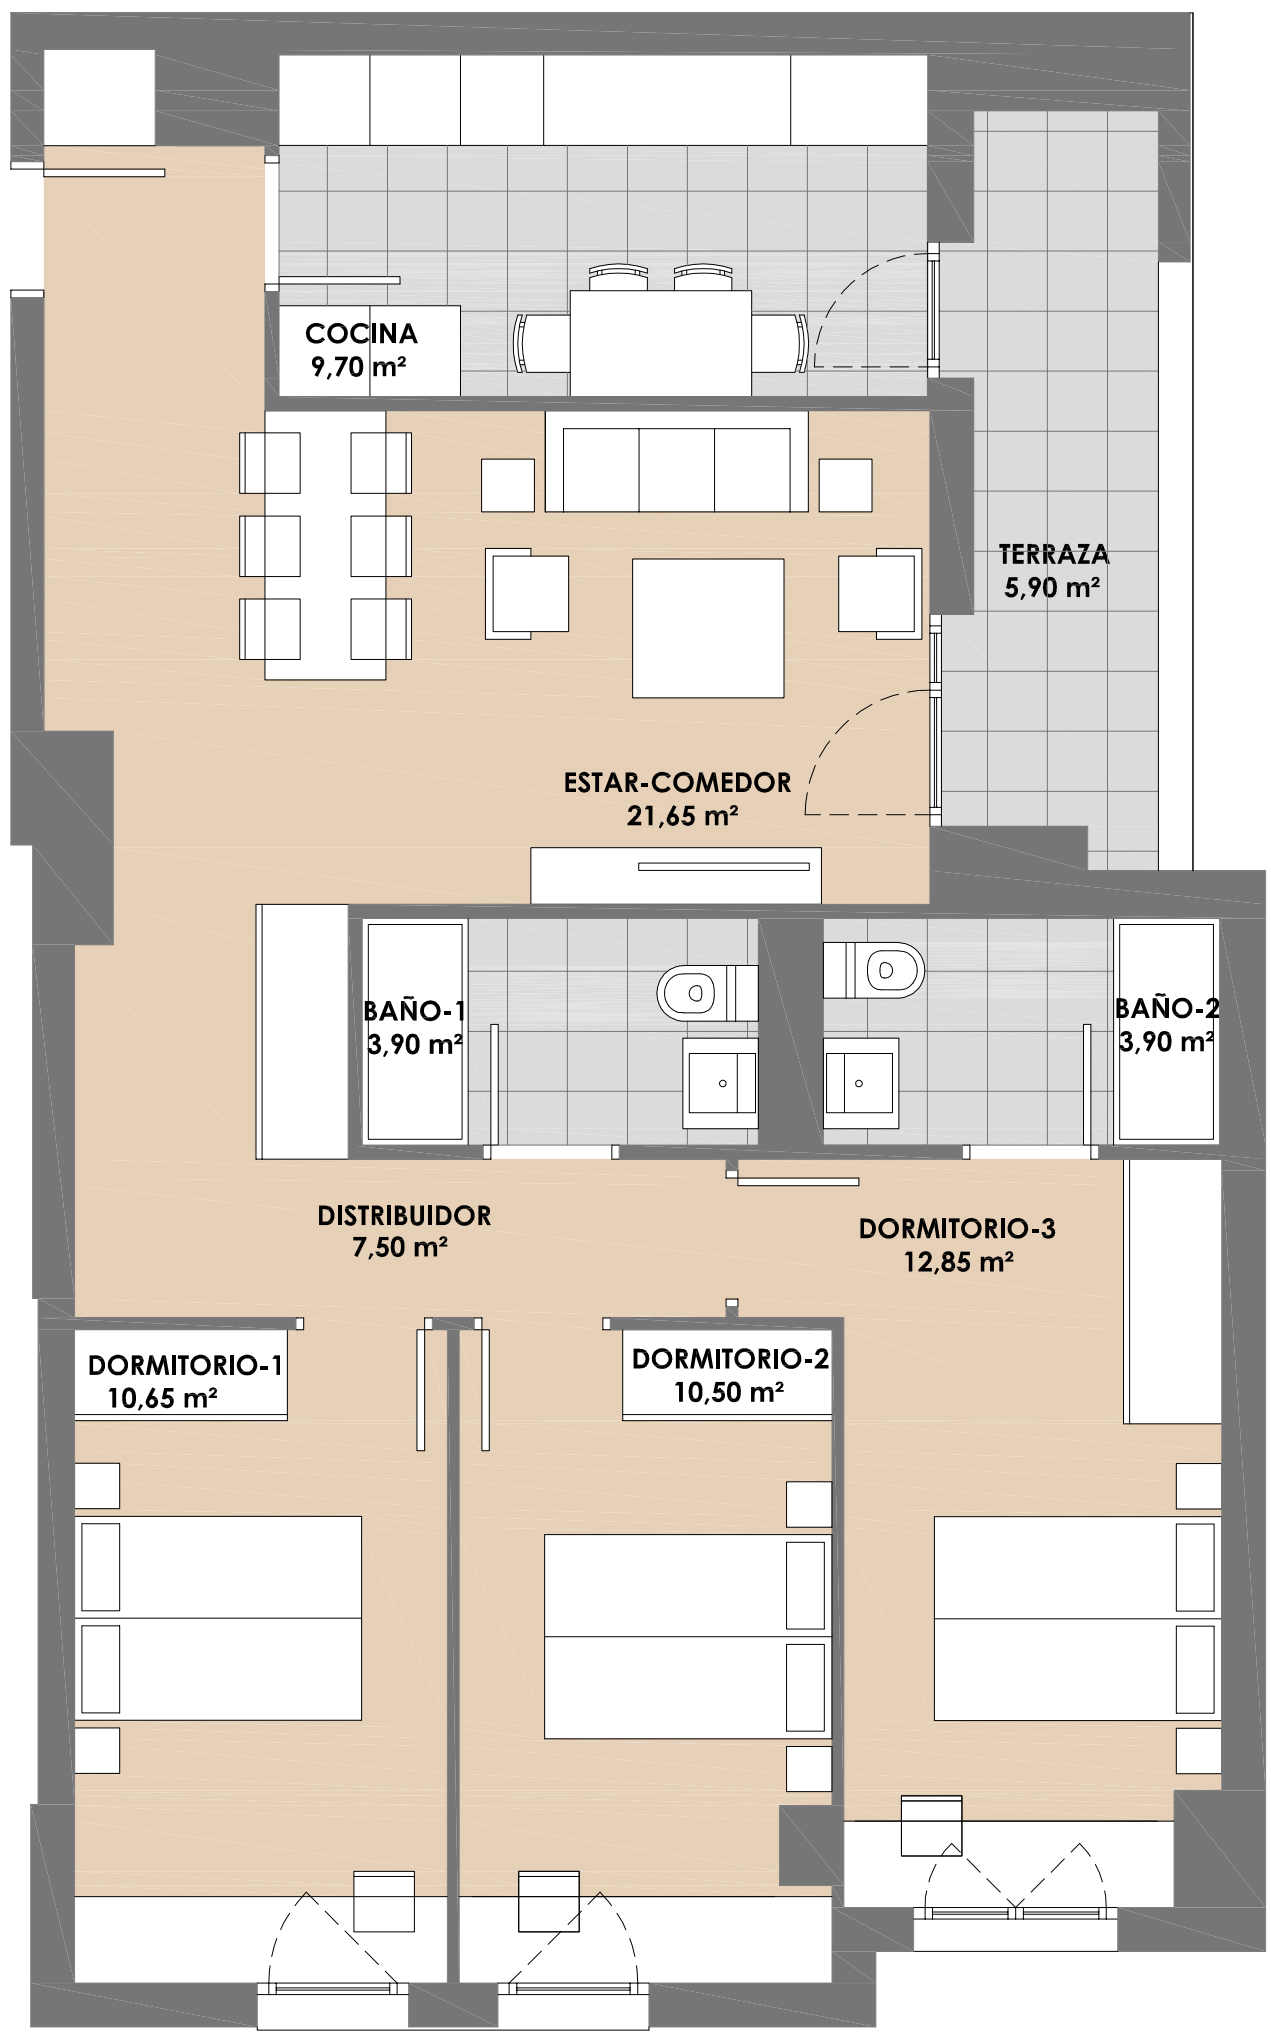 COCINA
9,70 m²
TERRAZA
5,90 m²
ESTAR-COMEDOR
21,65 m²
BAÑO-1
3,90 m²
BAÑO-2
3,90 m²
DISTRIBUIDOR
7,50 m²
DORMITORIO-3
12,85 m²
DORMITORIO-1
10,65 m²
DORMITORIO-2
10,50 m²